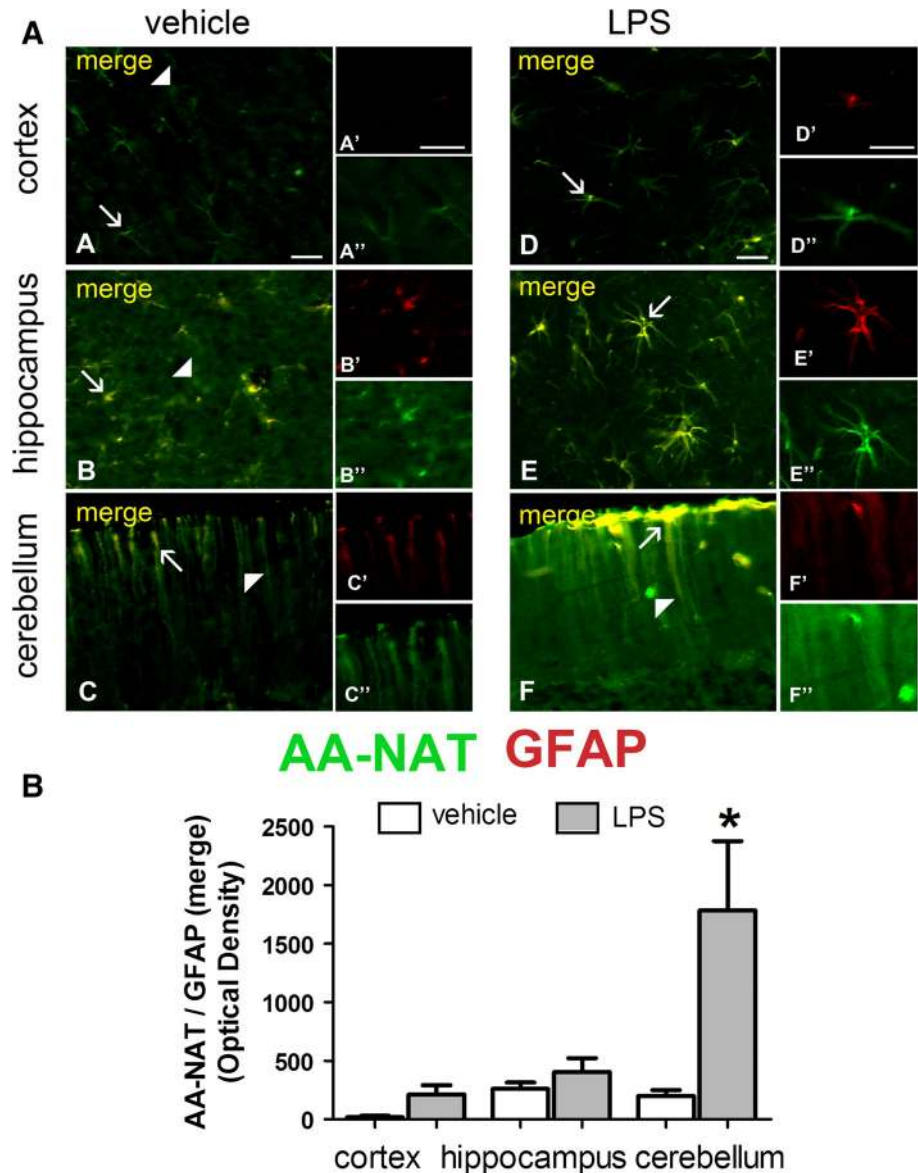 A
vehicle
LPS
cortex
merge
A
A'
A''
merge
D
D'
D''
hippocampus
merge
B
B'
B''
merge
E
E'
E''
cerebellum
merge
C
C'
C''
merge
F
F'
F''
AA-NAT GFAP
B
vehicle
LPS
AA-NAT / GFAP (merge)
(Optical Density)
2500
2000
1500
1000
500
0
*
cortex hippocampus cerebellum